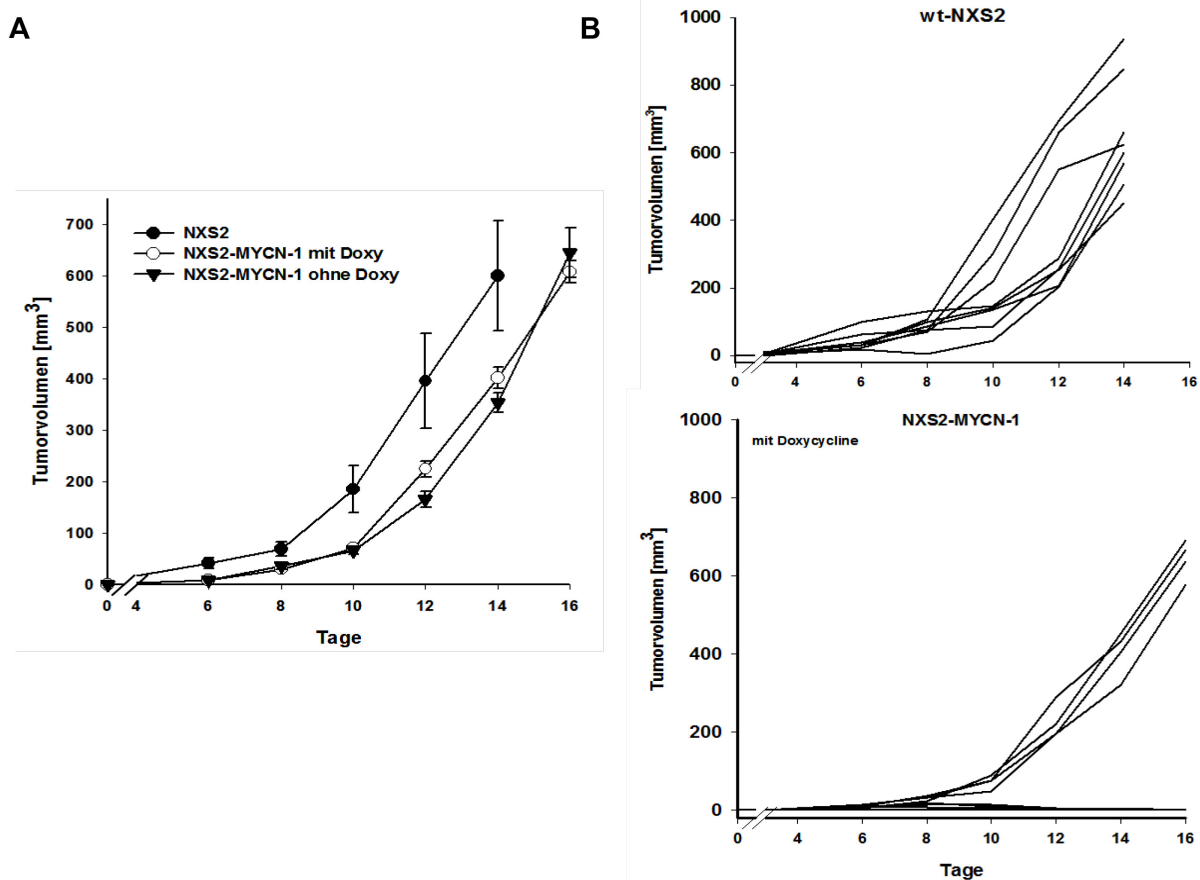 A
B
700
600
500
400
300
200
100
0
Tumorvolumen [mm³]
NXS2
NXS2-MYCN-1 mit Doxy
NXS2-MYCN-1 ohne Doxy
0 4 6 8 10 12 14 16
Tage
wt-NXS2
1000
800
600
400
200
0
Tumorvolumen [mm³]
0 4 6 8 10 12 14 16
NXS2-MYCN-1
mit Doxycycline
1000
800
600
400
200
0
Tumorvolumen [mm³]
0 4 6 8 10 12 14 16
Tage